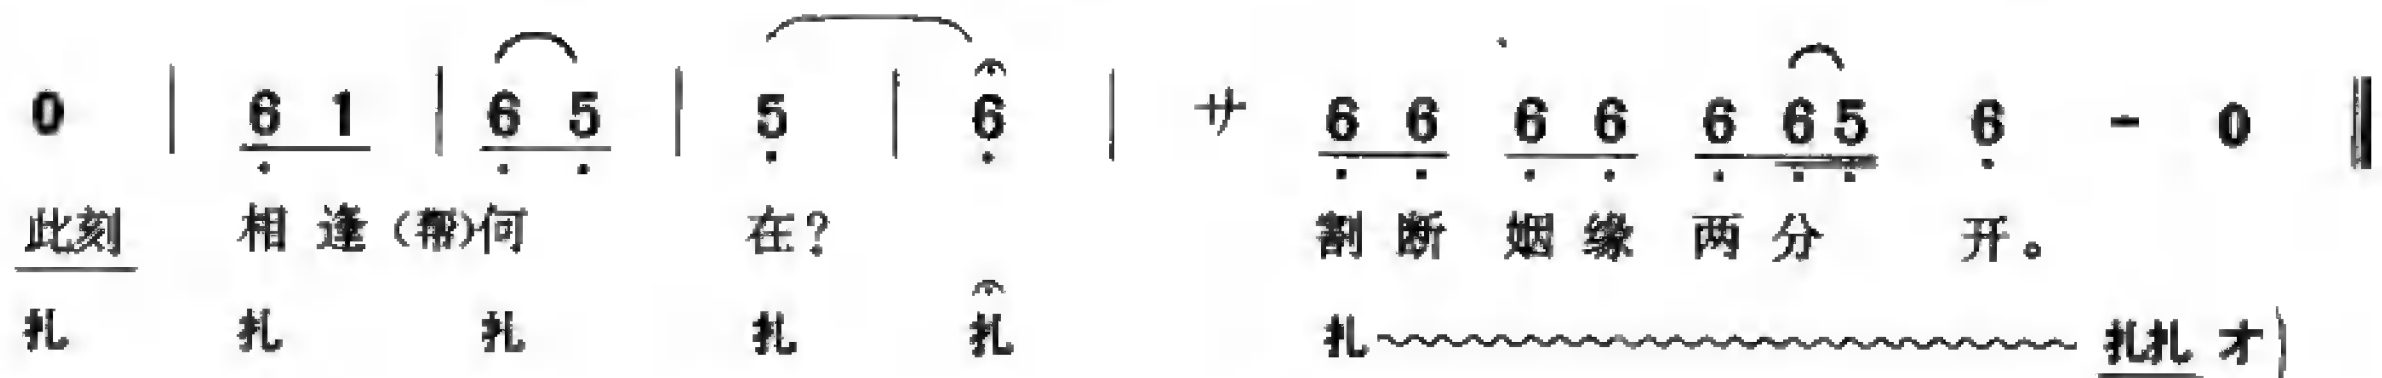 0 | 6 1 | 6 5 | 5 | 6 | サ 6 6 6 6 6 6 5 6 - 0 ‖
此刻 相 逢（帮）何 在？ 割 断 姻 缘 两 分 开。
扎 扎 扎 扎 扎 扎 扎扎 才）